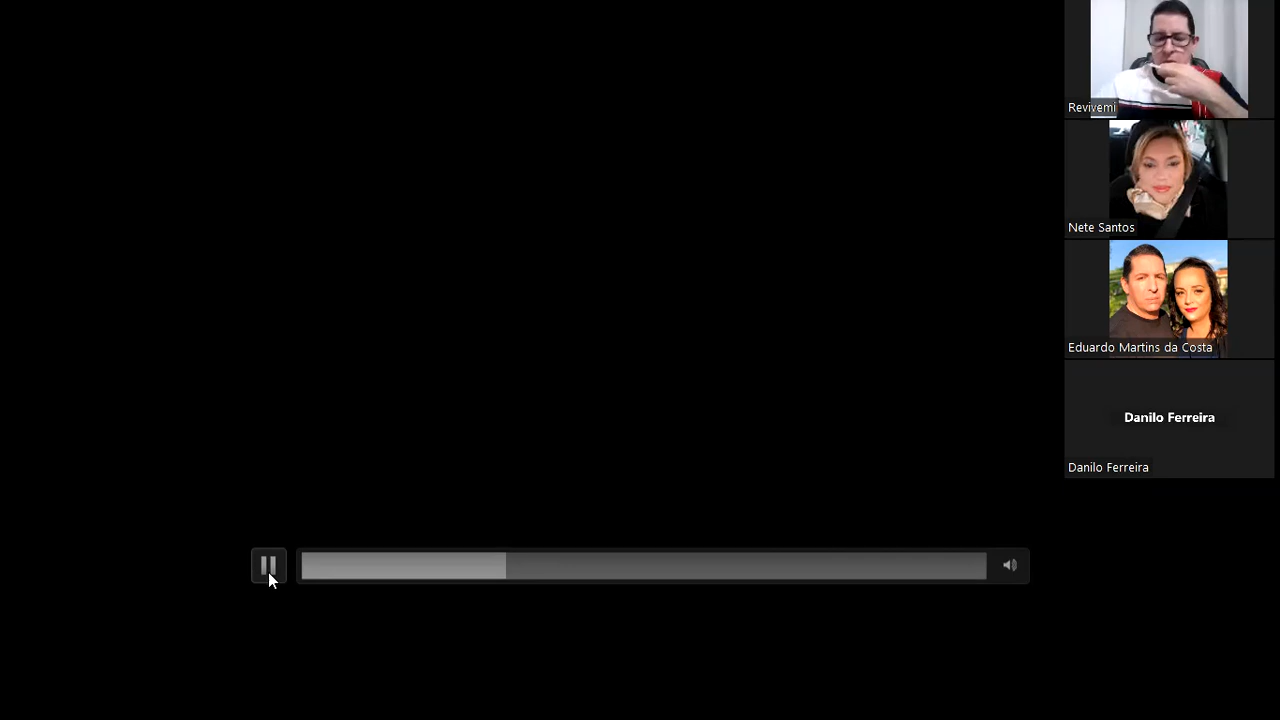 Revivemi
Nete Santos
Eduardo Martins da Costa
Danilo Ferreira
Danilo Ferreira